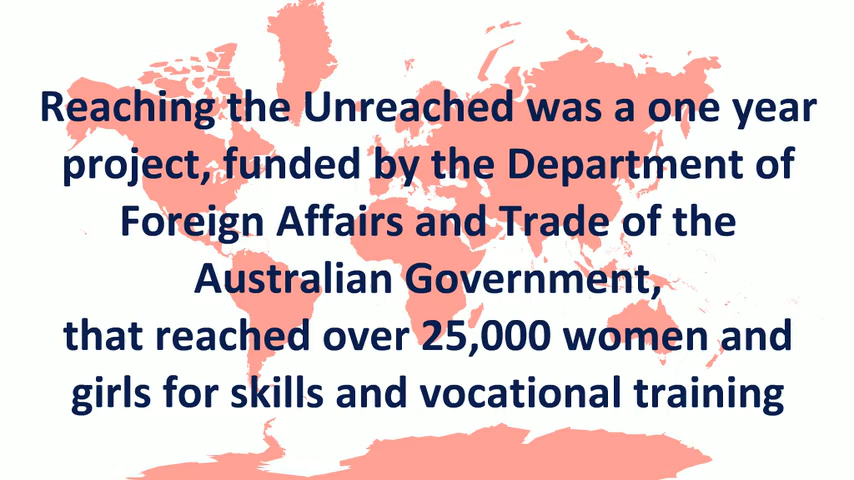 Reaching the Unreached was a one year
project, funded by the Department of
Foreign Affairs and Trade of the
Australian Government,
that reached over 25,000 women and
girls for skills and vocational training